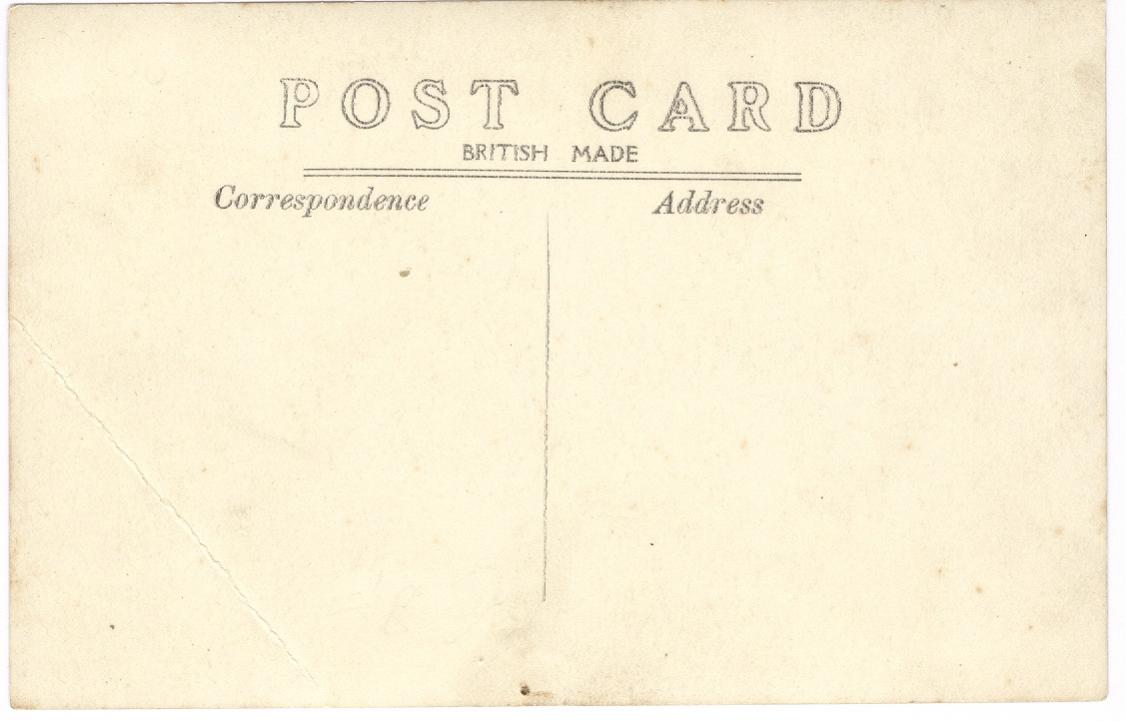 POST CARD
BRITISH MADE
Correspondence Address